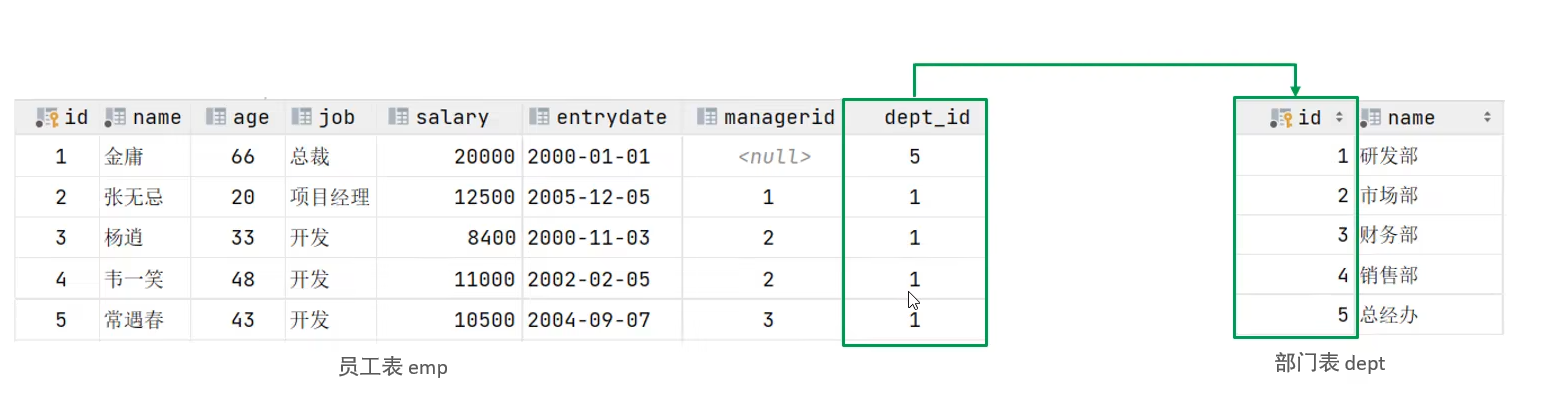 id name age job salary entrydate managerid dept_id
1 金庸 66 总裁 20000 2000-01-01 <null> 5
2 张无忌 20 项目经理 12500 2005-12-05 1 1
3 杨逍 33 开发 8400 2000-11-03 2 1
4 韦一笑 48 开发 11000 2002-02-05 2 1
5 常遇春 43 开发 10500 2004-09-07 3 1
员工表 emp
id name
1 研发部
2 市场部
3 财务部
4 销售部
5 总经办
部门表 dept